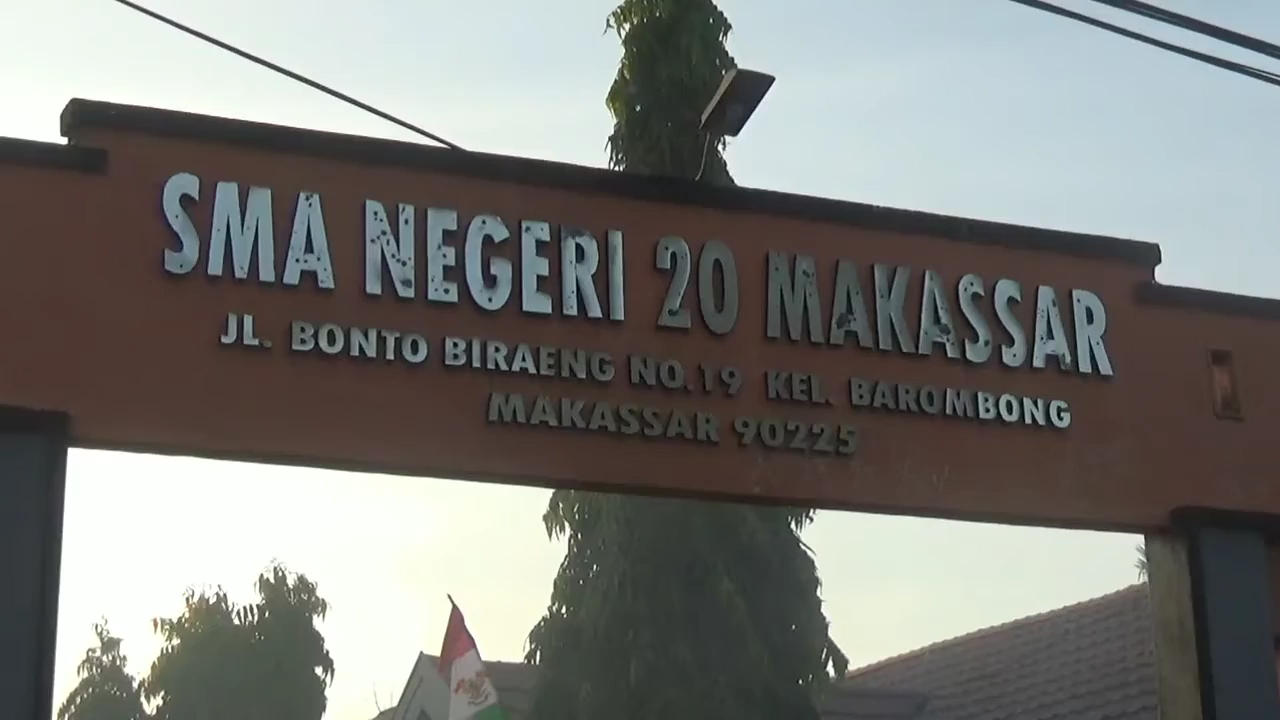 SMA NEGERI 20 MAKASSAR
JL. BONTO BIRAENG NO.19 KEL. BAROMBONG
MAKASSAR 90225